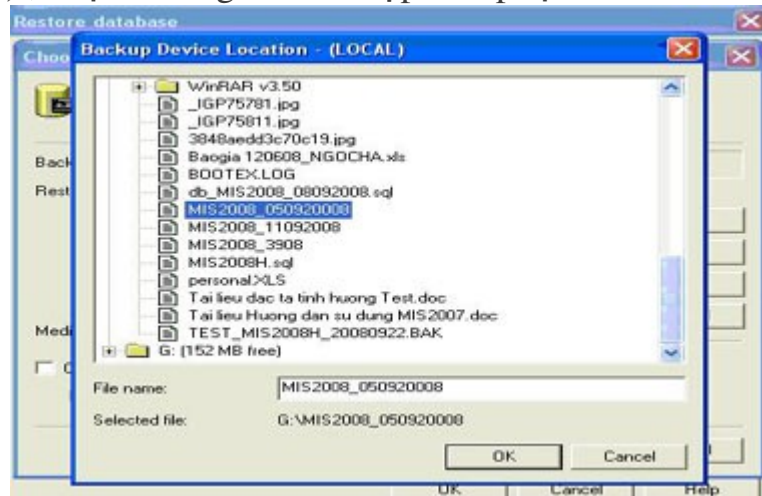 Restore database
Choo
Backup Device Location - (LOCAL)
WinRAR v3.50
_IGP75781.jpg
_IGP75811.jpg
3848aedd3c70c19.jpg
Baogia 120608_NGOCHA.xls
BOOTEX.LOG
db_MIS2008_08092008.sql
MIS2008_050920008
MIS2008_11092008
MIS2008_3908
MIS2008H.sql
personal.XLS
Tai lieu dac ta tinh huong Test.doc
Tai lieu Huong dan su dung MIS2007.doc
TEST_MIS2008H_20080922.BAK
G: [152 MB free]
Back
Rest
Medi
File name:
MIS2008_050920008
Selected file:
G:\MIS2008_050920008
OK
Cancel
OK
Cancel
Help